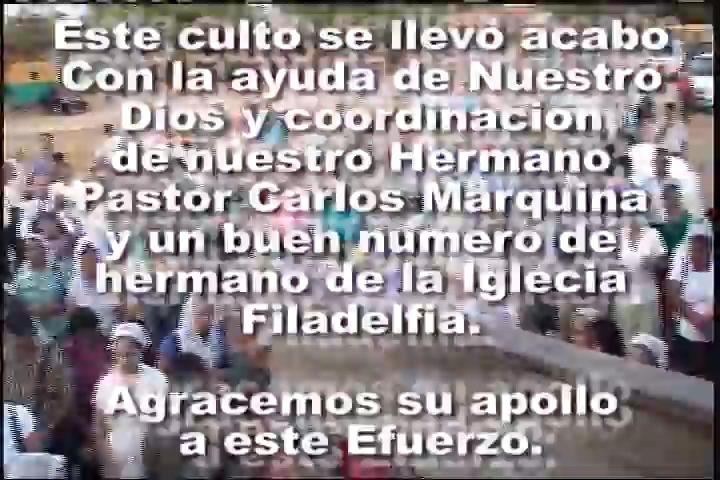 Este culto se llevó acabo
Con la ayuda de Nuestro
Dios y coordinacion
de nuestro Hermano
Pastor Carlos Marquina
y un buen numero de
hermano de la Iglecia
Filadelfia.
Agracemos su apollo
a este Efuerzo.